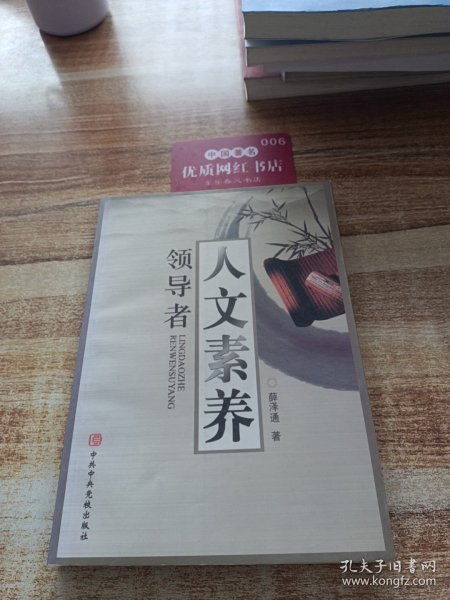 006
中国著名
优质网红书店
领导者
人文素养
LINGDAOZHE
RENWENSUYANG
薛泽通 著
中共中央党校出版社
孔夫子旧书网
www.kongfz.com